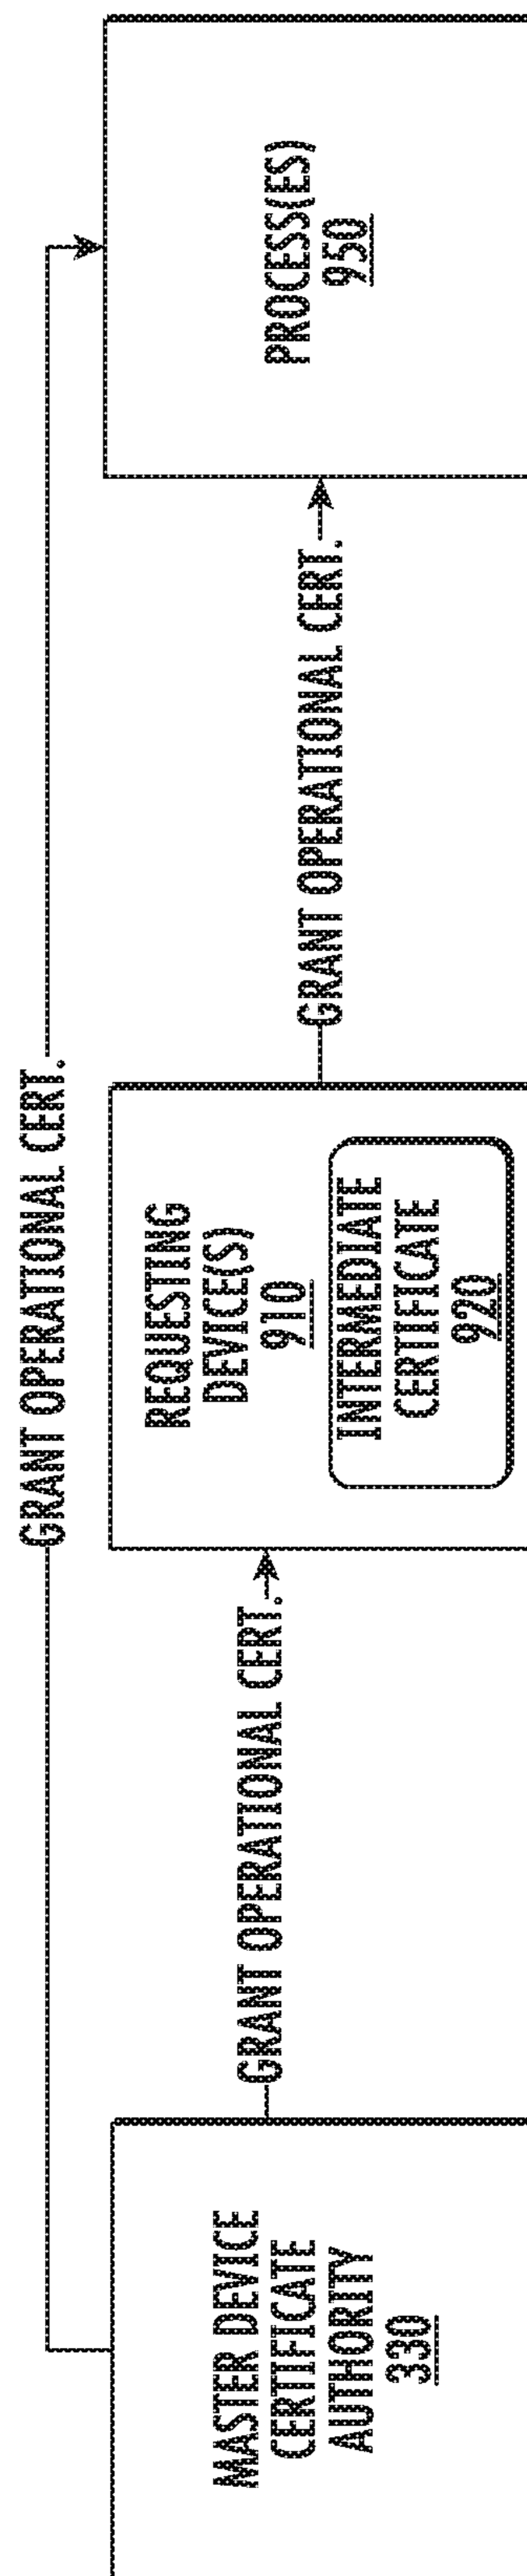 GRANT OPERATIONAL CERT.
MASTER DEVICE
CERTIFICATE
AUTHORITY
330
GRANT OPERATIONAL CERT.
REQUESTING
DEVICE(S)
910
INTERMEDIATE
CERTIFICATE
920
GRANT OPERATIONAL CERT.
PROCESS(ES)
950